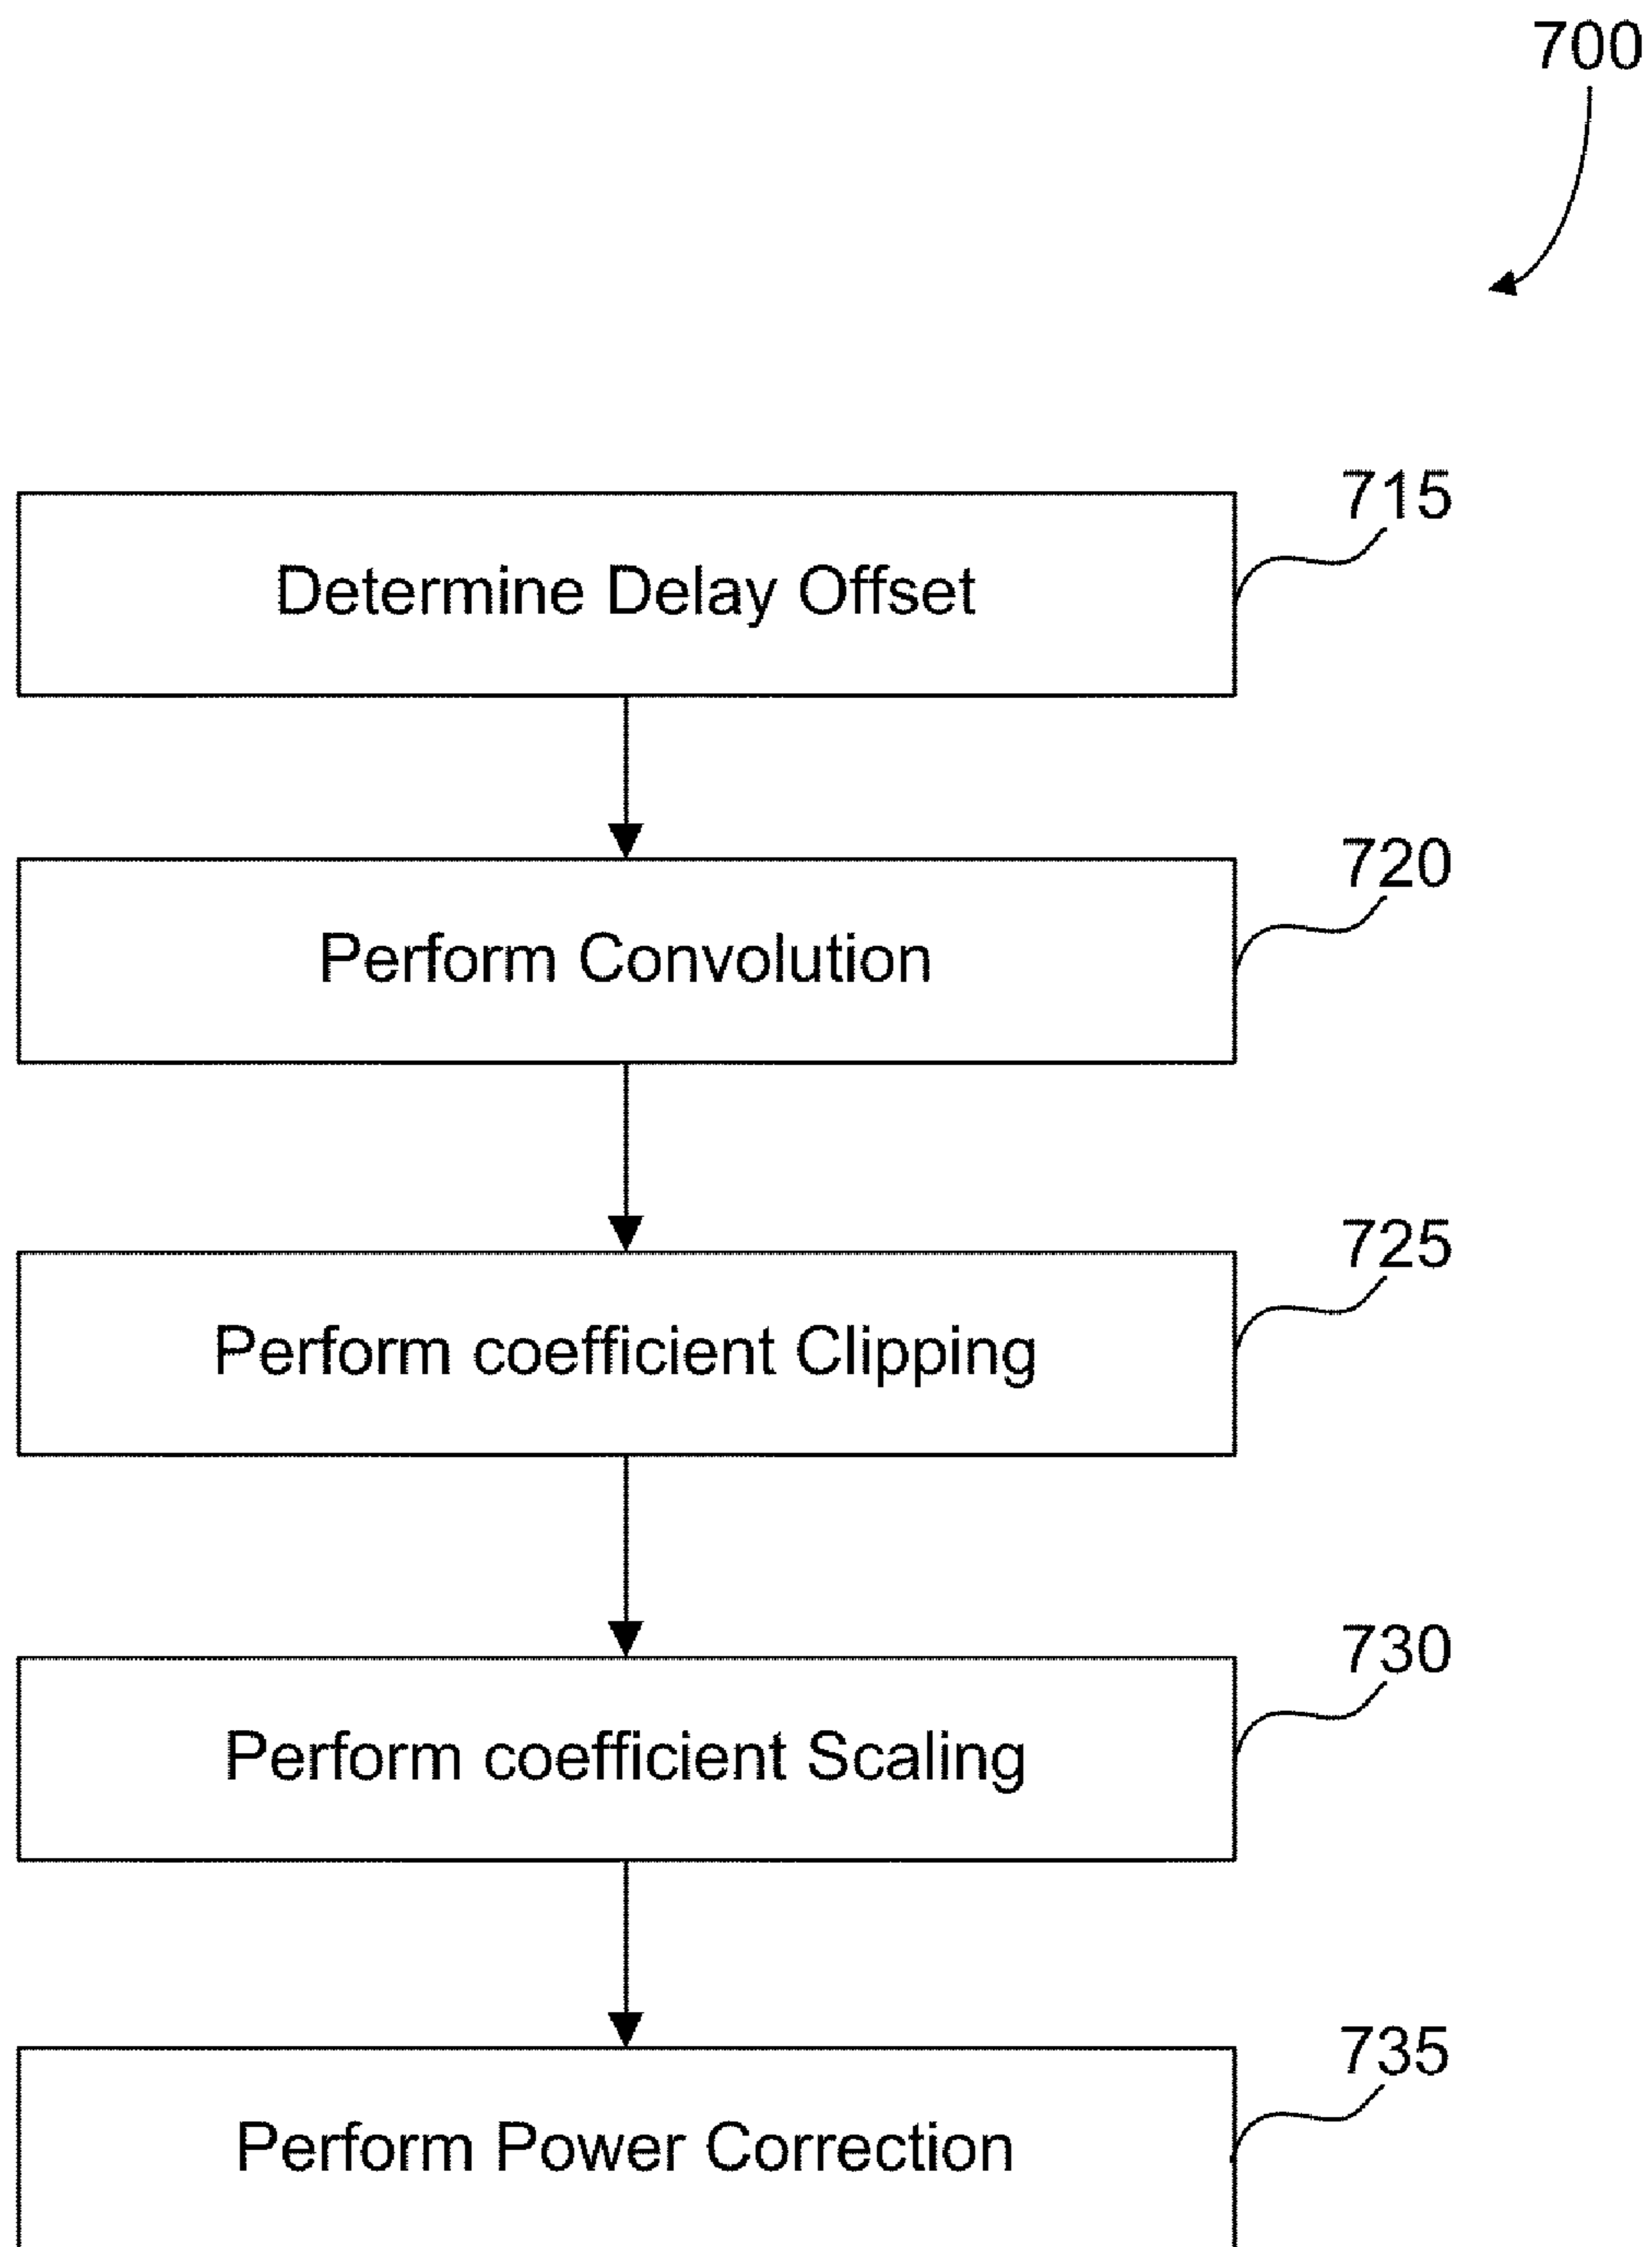 700
715
Determine Delay Offset
720
Perform Convolution
725
Perform coefficient Clipping
730
Perform coefficient Scaling
735
Perform Power Correction